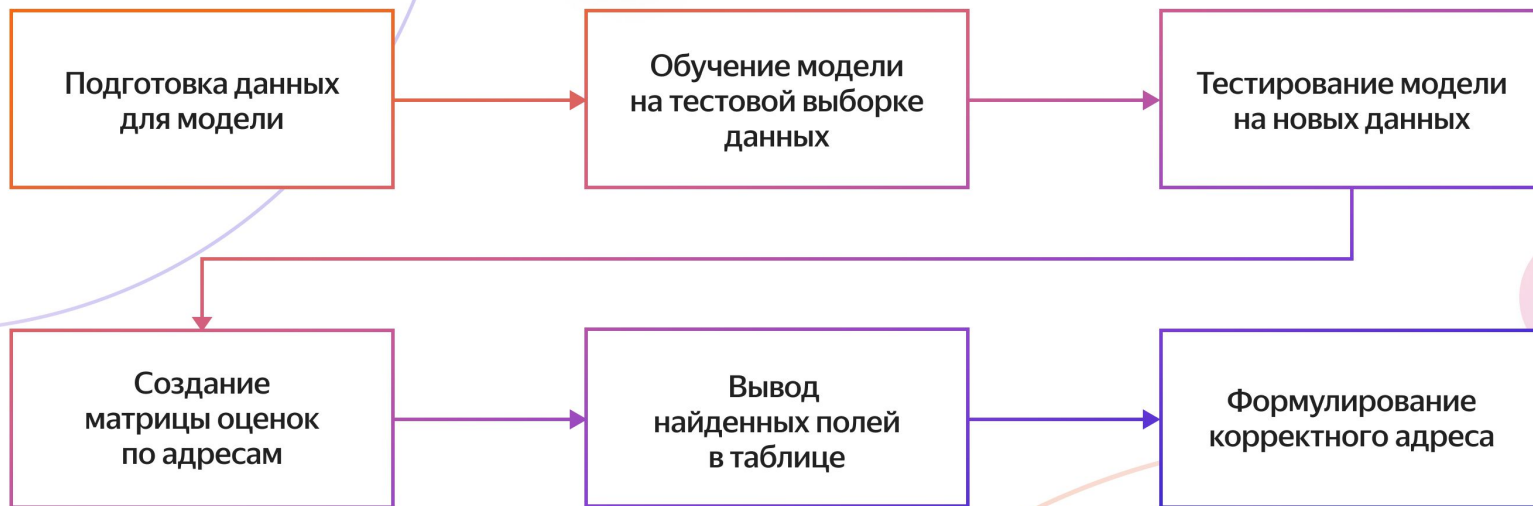 Подготовка данных
для модели
Обучение модели
на тестовой выборке
данных
Тестирование модели
на новых данных
Создание
матрицы оценок
по адресам
Вывод
найденных полей
в таблице
Формулирование
корректного адреса